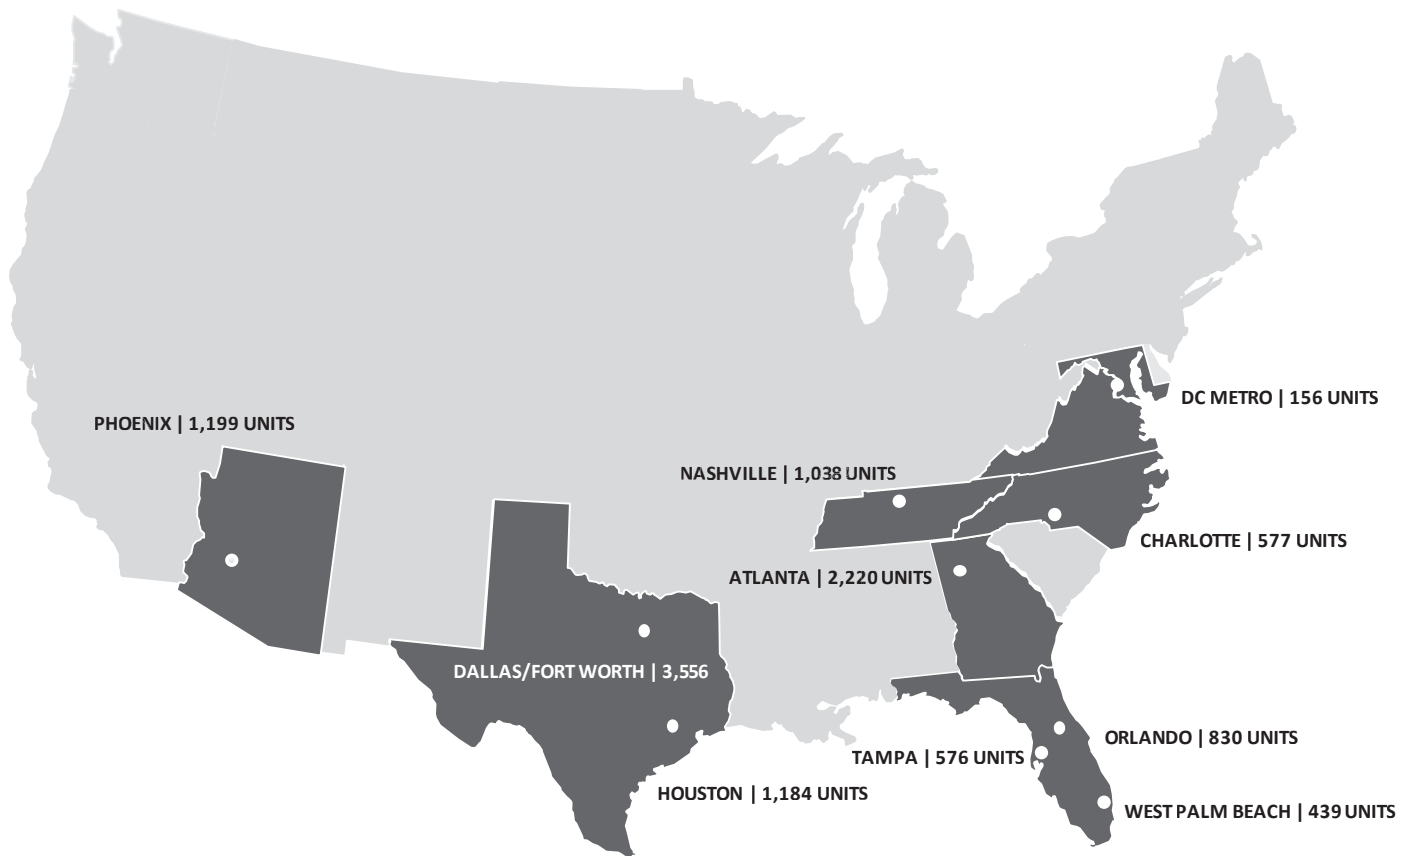 DC METRO | 156 UNITS
PHOENIX | 1,199 UNITS
NASHVILLE | 1,038 UNITS
CHARLOTTE | 577 UNITS
ATLANTA | 2,220 UNITS
DALLAS/FORT WORTH | 3,556
ORLANDO | 830 UNITS
TAMPA | 576 UNITS
HOUSTON | 1,184 UNITS
WEST PALM BEACH | 439 UNITS